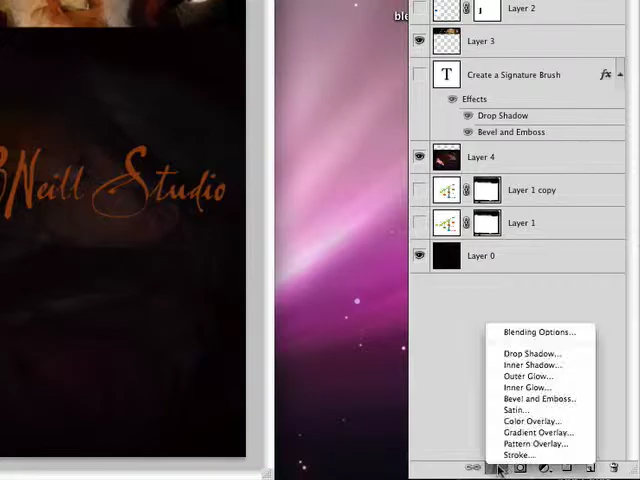 ble
Layer 2
Layer 3
T Create a Signature Brush fx
Effects
Drop Shadow
Bevel and Emboss
Layer 4
BNeill Studio
Layer 1 copy
Layer 1
Layer 0
Blending Options...
Drop Shadow...
Inner Shadow...
Outer Glow...
Inner Glow...
Bevel and Emboss...
Satin...
Color Overlay...
Gradient Overlay...
Pattern Overlay...
Stroke...